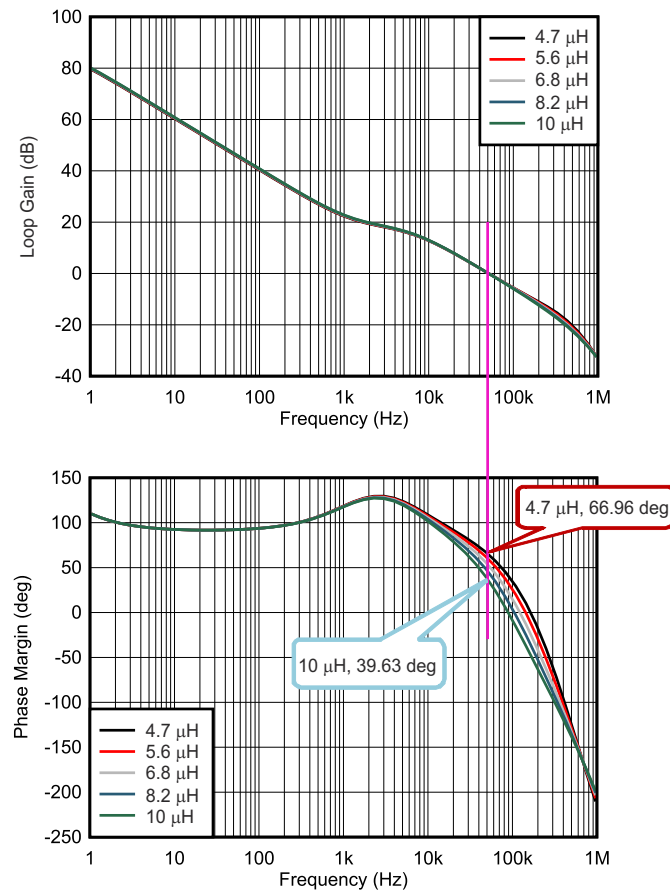 Loop Gain (dB)
80
60
40
20
0
-20
-40
4.7 μH
5.6 μH
6.8 μH
8.2 μH
10 μH
1
10
100
1k
10k
100k
1M
Frequency (Hz)
Phase Margin (deg)
150
100
50
0
-50
-100
-150
-200
-250
4.7 μH, 66.96 deg
10 μH, 39.63 deg
4.7 μH
5.6 μH
6.8 μH
8.2 μH
10 μH
1
10
100
1k
10k
100k
1M
Frequency (Hz)